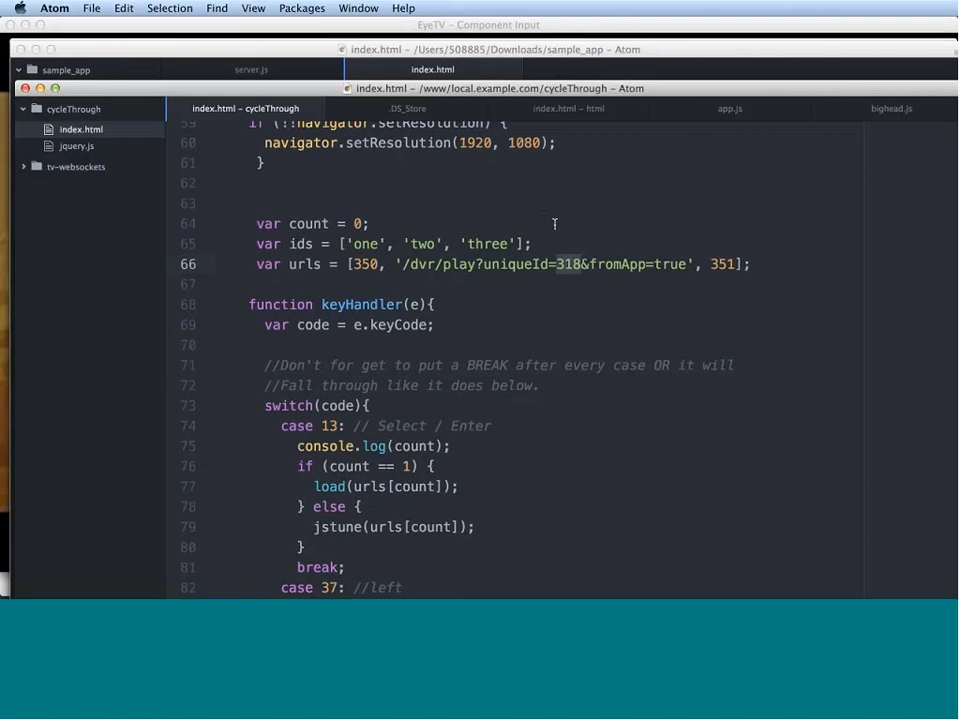 Atom File Edit Selection Find View Packages Window Help
EyeTV - Component Input
index.html - /Users/508885/Downloads/sample_app - Atom
sample_app server.js index.html
index.html - /www/local.example.com/cycleThrough - Atom
cycleThrough index.html - cycleThrough .DS_Store index.html - html app.js bighead.js
index.html
jquery.js
tv-websockets
59 if (!!navigator.setResolution) {
60 navigator.setResolution(1920, 1080);
61 }
62
63
64 var count = 0;
65 var ids = ['one', 'two', 'three'];
66 var urls = [350, '/dvr/play?uniqueId=318&fromApp=true', 351];
67
68 function keyHandler(e){
69 var code = e.keyCode;
70
71 //Don't for get to put a BREAK after every case OR it will
72 //Fall through like it does below.
73 switch(code){
74 case 13: // Select / Enter
75 console.log(count);
76 if (count == 1) {
77 load(urls[count]);
78 } else {
79 jstune(urls[count]);
80 }
81 break;
82 case 37: //left